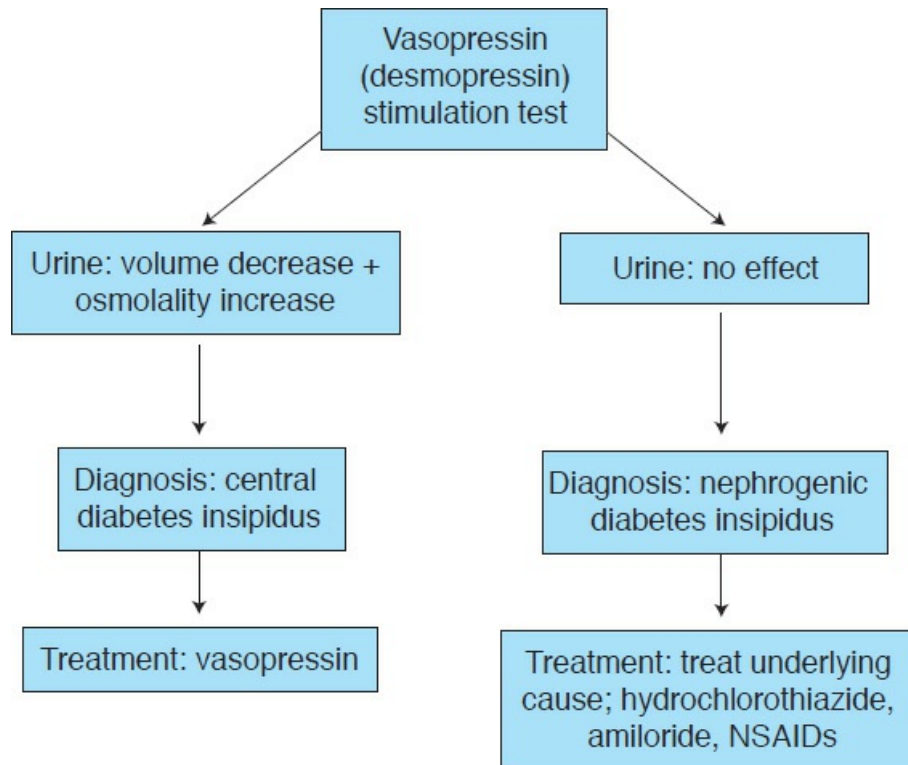 Vasopressin
(desmopressin)
stimulation test
Urine: volume decrease +
osmolality increase
Urine: no effect
Diagnosis: central
diabetes insipidus
Diagnosis: nephrogenic
diabetes insipidus
Treatment: vasopressin
Treatment: treat underlying
cause; hydrochlorothiazide,
amiloride, NSAIDs